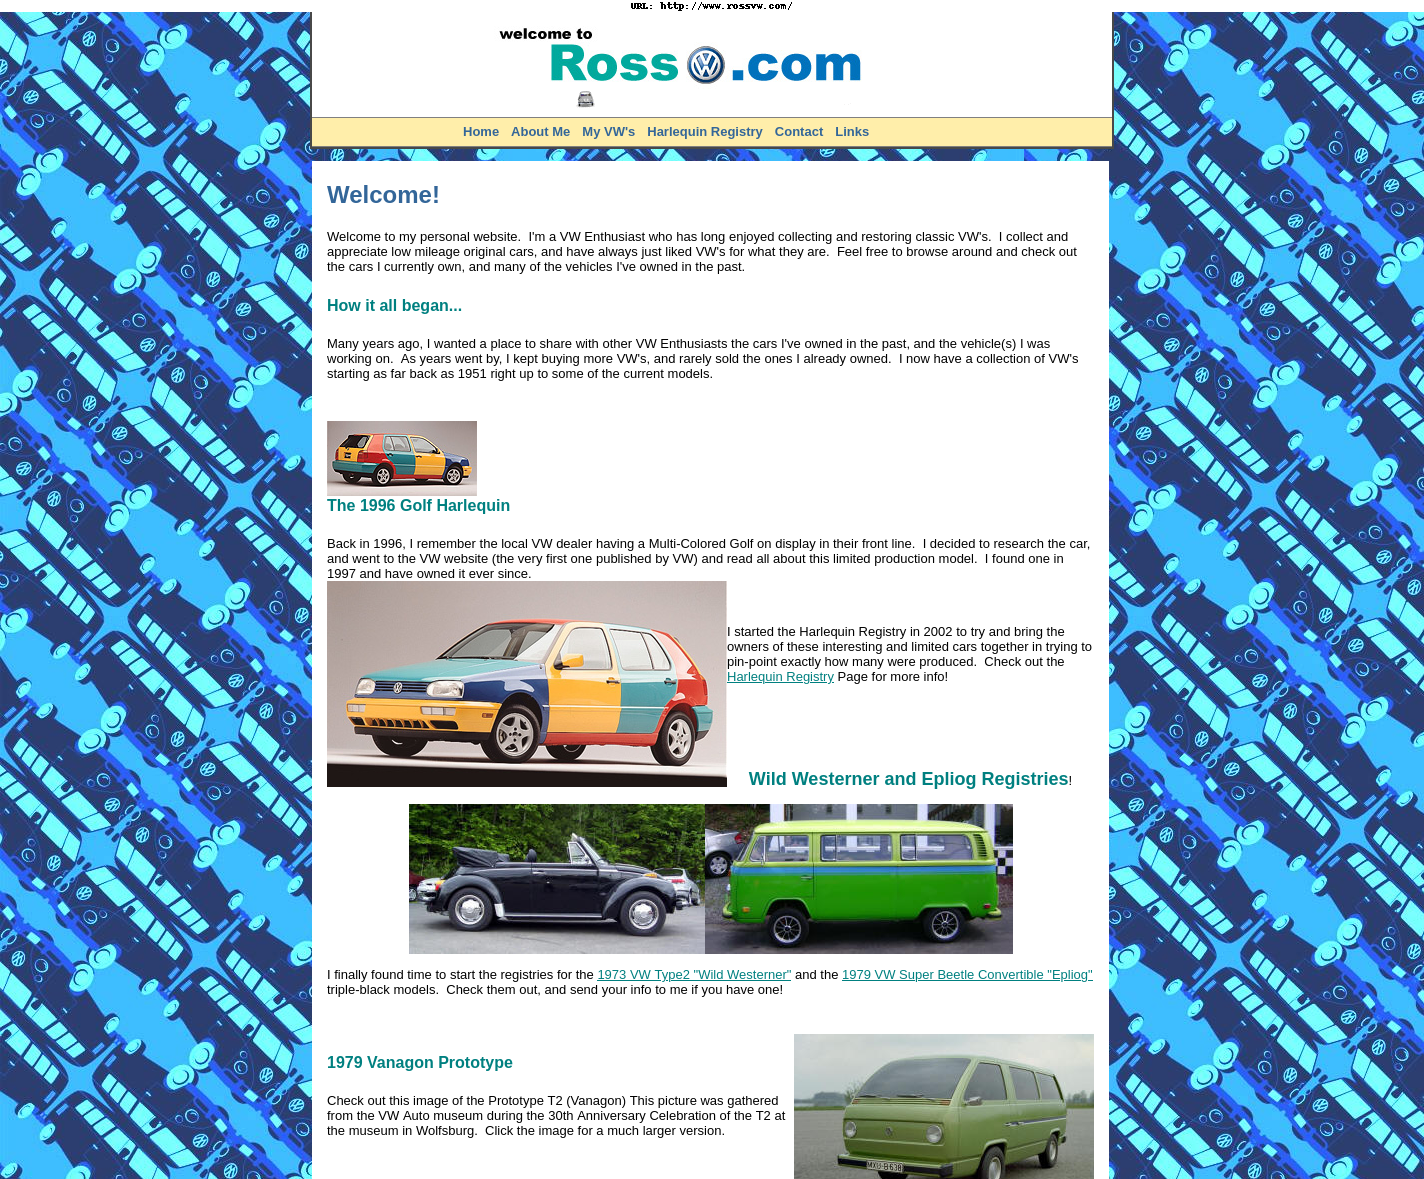 URL: http://www.rossvw.com/
welcome to
Ross VW .com
Home About Me My VW's Harlequin Registry Contact Links
Welcome!
Welcome to my personal website.  I'm a VW Enthusiast who has long enjoyed collecting and restoring classic VW's.  I collect and
appreciate low mileage original cars, and have always just liked VW's for what they are.  Feel free to browse around and check out
the cars I currently own, and many of the vehicles I've owned in the past.
How it all began...
Many years ago, I wanted a place to share with other VW Enthusiasts the cars I've owned in the past, and the vehicle(s) I was
working on.  As years went by, I kept buying more VW's, and rarely sold the ones I already owned.  I now have a collection of VW's
starting as far back as 1951 right up to some of the current models.
The 1996 Golf Harlequin
Back in 1996, I remember the local VW dealer having a Multi-Colored Golf on display in their front line.  I decided to research the car,
and went to the VW website (the very first one published by VW) and read all about this limited production model.  I found one in
1997 and have owned it ever since.
I started the Harlequin Registry in 2002 to try and bring the
owners of these interesting and limited cars together in trying to
pin-point exactly how many were produced.  Check out the
Harlequin Registry Page for more info!
Wild Westerner and Epliog Registries!
I finally found time to start the registries for the 1973 VW Type2 "Wild Westerner" and the 1979 VW Super Beetle Convertible "Epliog"
triple-black models.  Check them out, and send your info to me if you have one!
1979 Vanagon Prototype
Check out this image of the Prototype T2 (Vanagon) This picture was gathered
from the VW Auto museum during the 30th Anniversary Celebration of the T2 at
the museum in Wolfsburg.  Click the image for a much larger version.
MXU-B 638